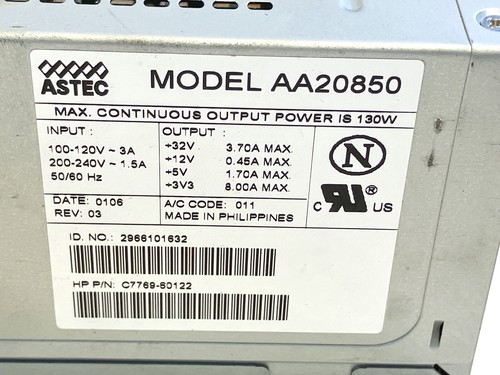 ASTEC MODEL AA20850
MAX. CONTINUOUS OUTPUT POWER IS 130W
INPUT :
100-120V ~ 3A
200-240V ~ 1.5A
50/60 Hz
OUTPUT :
+32V 3.70A MAX.
+12V 0.45A MAX.
+5V 1.70A MAX.
+3V3 8.00A MAX.
N
C RU ® US
DATE: 0106
REV: 03
A/C CODE: 011
MADE IN PHILIPPINES
ID. NO.: 2966101632
HP P/N: C7769-60122